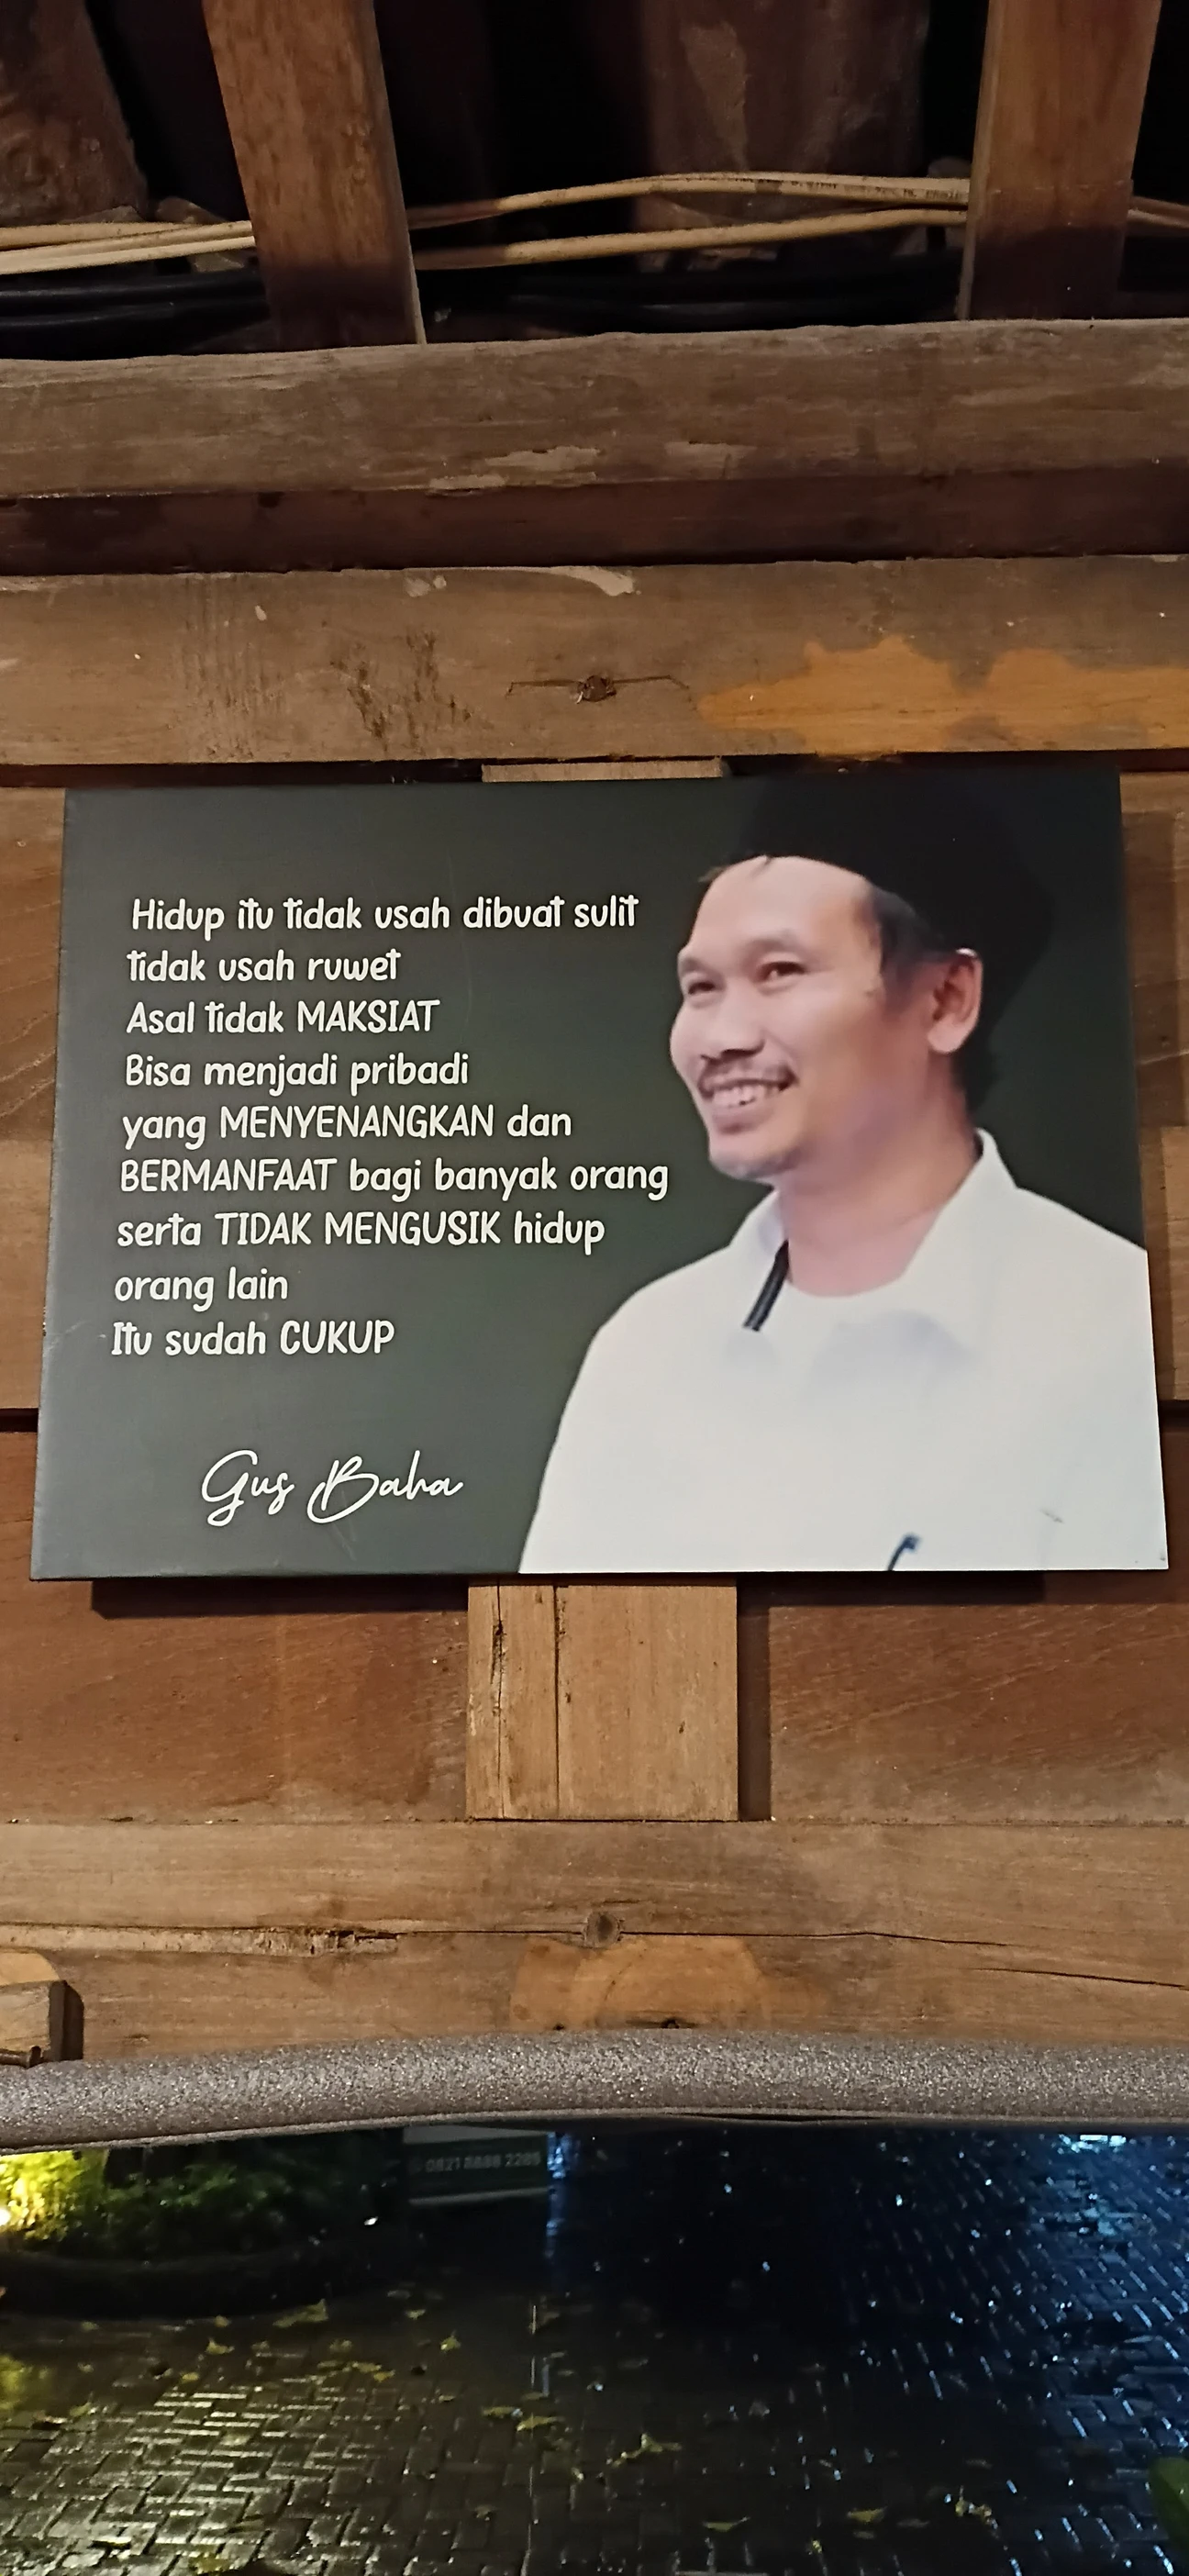 Hidup itu tidak usah dibuat sulit
tidak usah ruwet
Asal tidak MAKSIAT
Bisa menjadi pribadi
yang MENYENANGKAN dan
BERMANFAAT bagi banyak orang
serta TIDAK MENGUSIK hidup
orang lain
Itu sudah CUKUP
Gus Baha